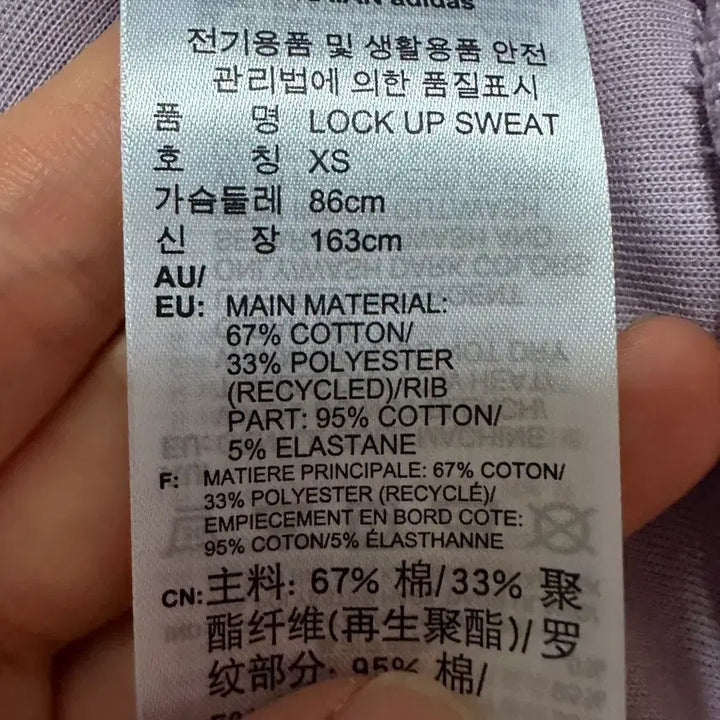 adidas
전기용품 및 생활용품 안전
관리법에 의한 품질표시
품 명 LOCK UP SWEAT
호 칭 XS
가슴둘레 86cm
신 장 163cm
AU/
EU: MAIN MATERIAL:
67% COTTON/
33% POLYESTER
(RECYCLED)/RIB
PART: 95% COTTON/
5% ELASTANE
F: MATIERE PRINCIPALE: 67% COTON/
33% POLYESTER (RECYCLÉ)/
EMPIECEMENT EN BORD COTE:
95% COTON/5% ÉLASTHANNE
CN: 主料: 67% 棉/33% 聚
酯纤维(再生聚酯)/罗
纹部分: 95% 棉/